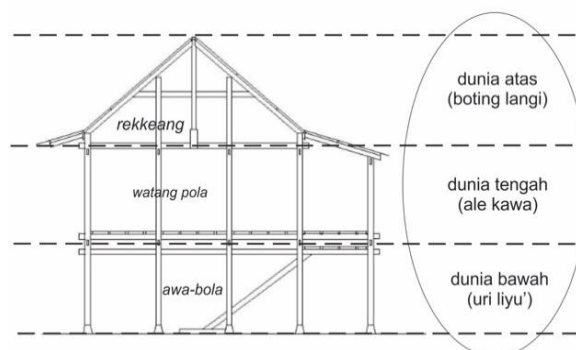 dunia atas
(boting langi)
rekkeang
watang pola
dunia tengah
(ale kawa)
awa-bola
dunia bawah
(uri liyu')